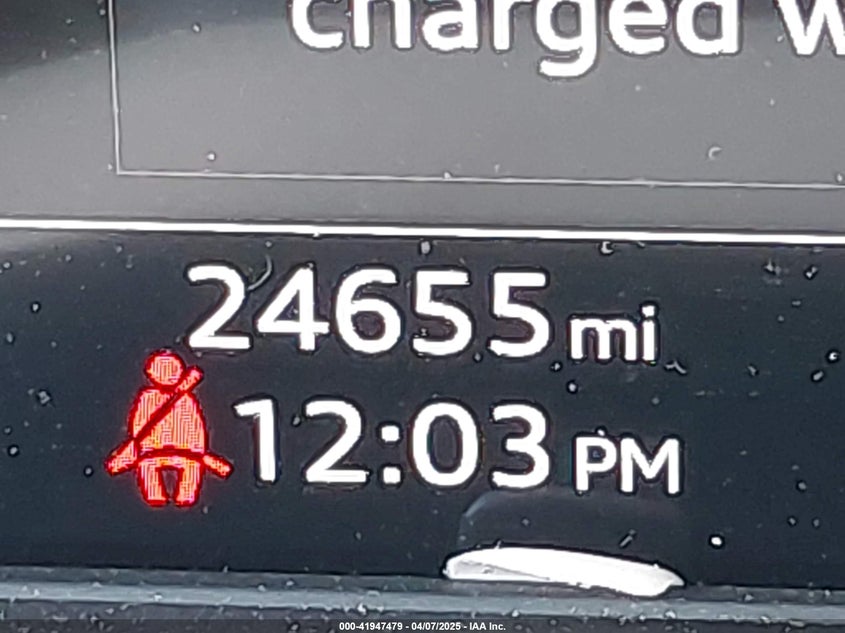 charged
24655 mi
12:03 PM
000-41947479 - 04/07/2025 - IAA Inc.